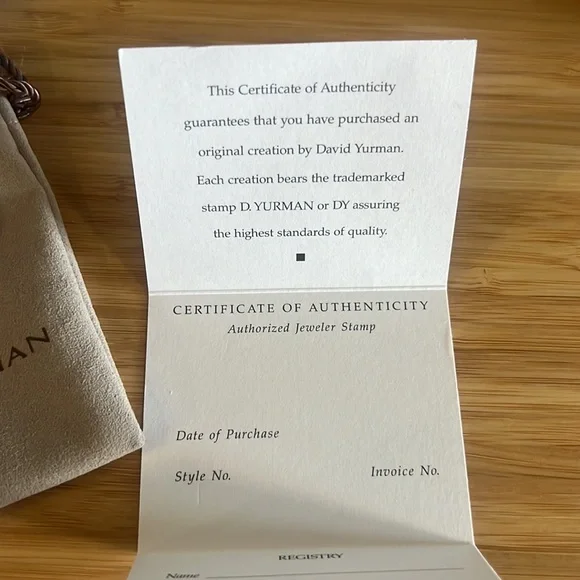 This Certificate of Authenticity
guarantees that you have purchased an
original creation by David Yurman.
Each creation bears the trademarked
stamp D. YURMAN or DY assuring
the highest standards of quality.
CERTIFICATE OF AUTHENTICITY
Authorized Jeweler Stamp
Date of Purchase
Style No. Invoice No.
REGISTRY
Name
MAN